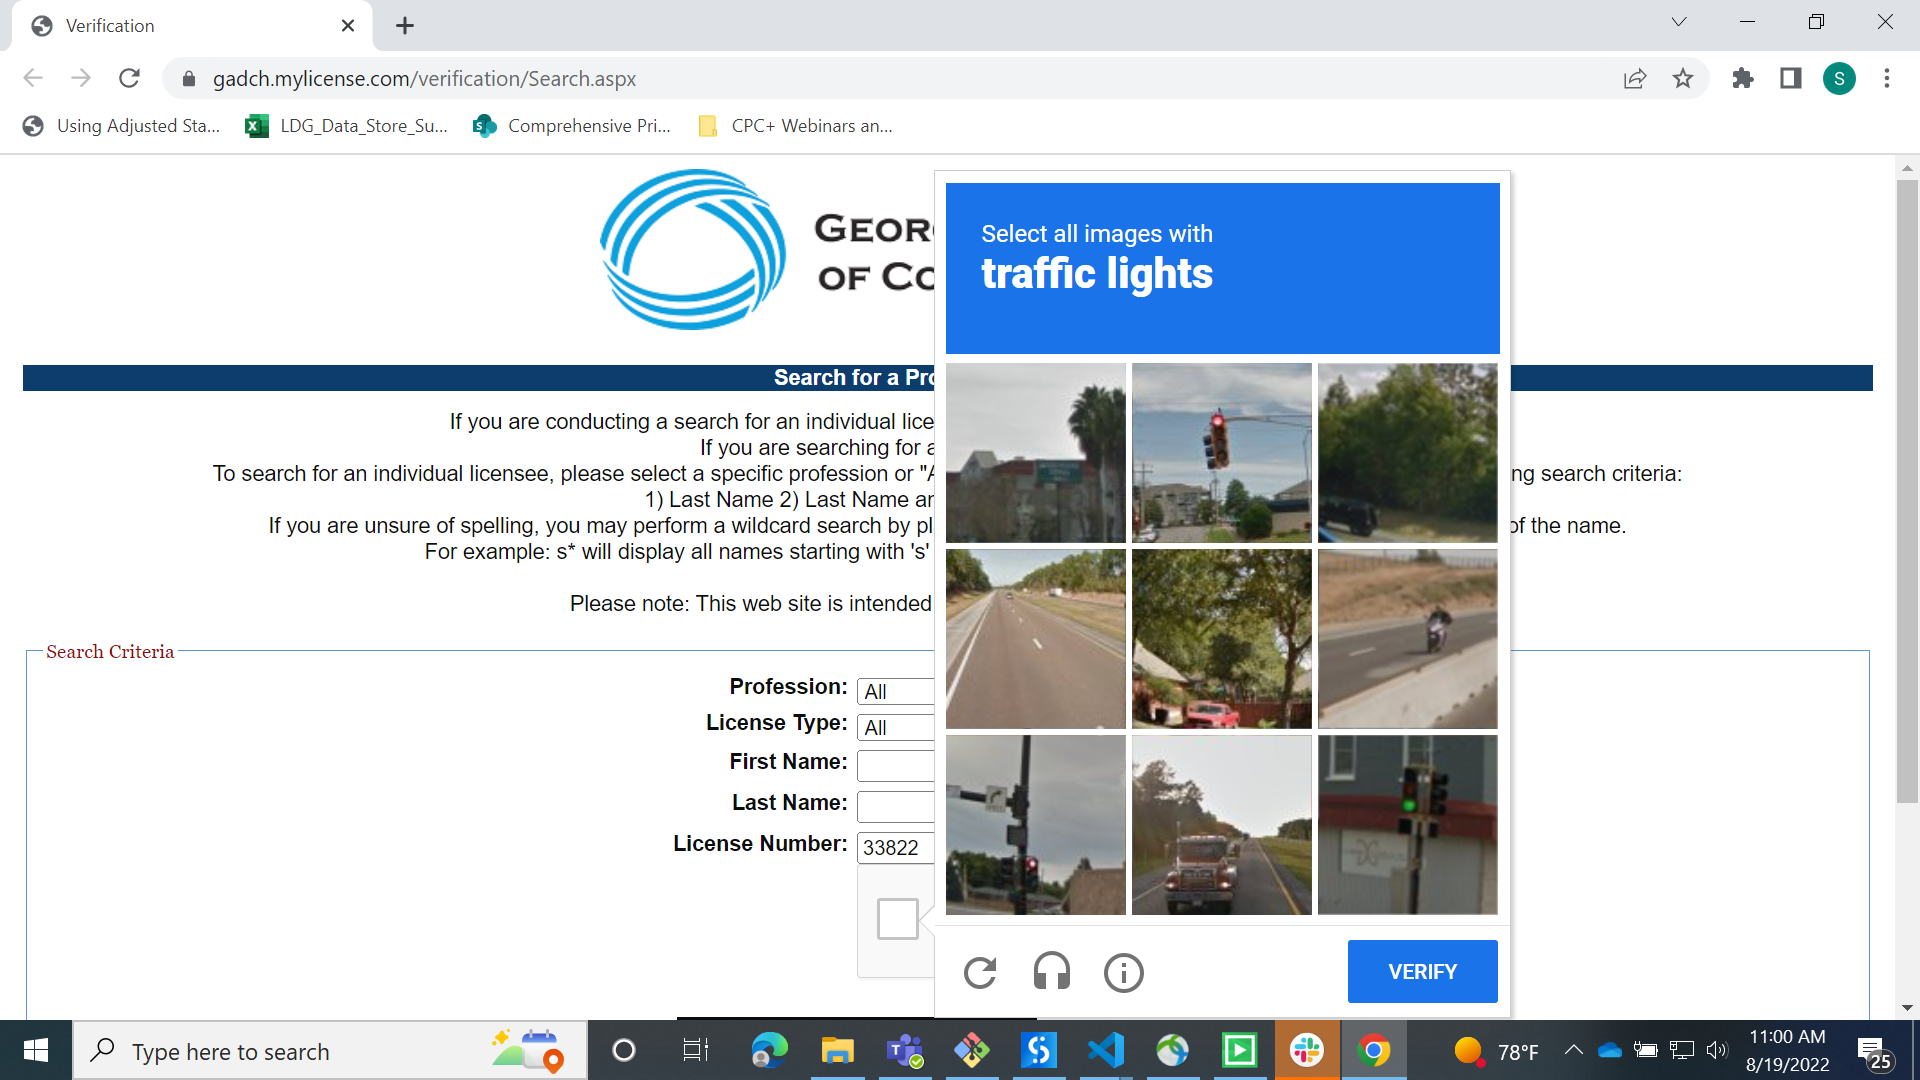 Verification
gadch.mylicense.com/verification/Search.aspx
Using Adjusted Sta...
LDG_Data_Store_Su...
Comprehensive Pri...
CPC+ Webinars an...
S
GEOR
OF CO
Select all images with
traffic lights
Search for a Pro
If you are conducting a search for an individual lice
If you are searching for a
To search for an individual licensee, please select a specific profession or "A
ng search criteria:
1) Last Name 2) Last Name an
If you are unsure of spelling, you may perform a wildcard search by pl
of the name.
For example: s* will display all names starting with 's'
Please note: This web site is intended
Search Criteria
Profession: All
License Type: All
First Name:
Last Name:
License Number: 33822
VERIFY
Type here to search
78°F
11:00 AM
8/19/2022
25